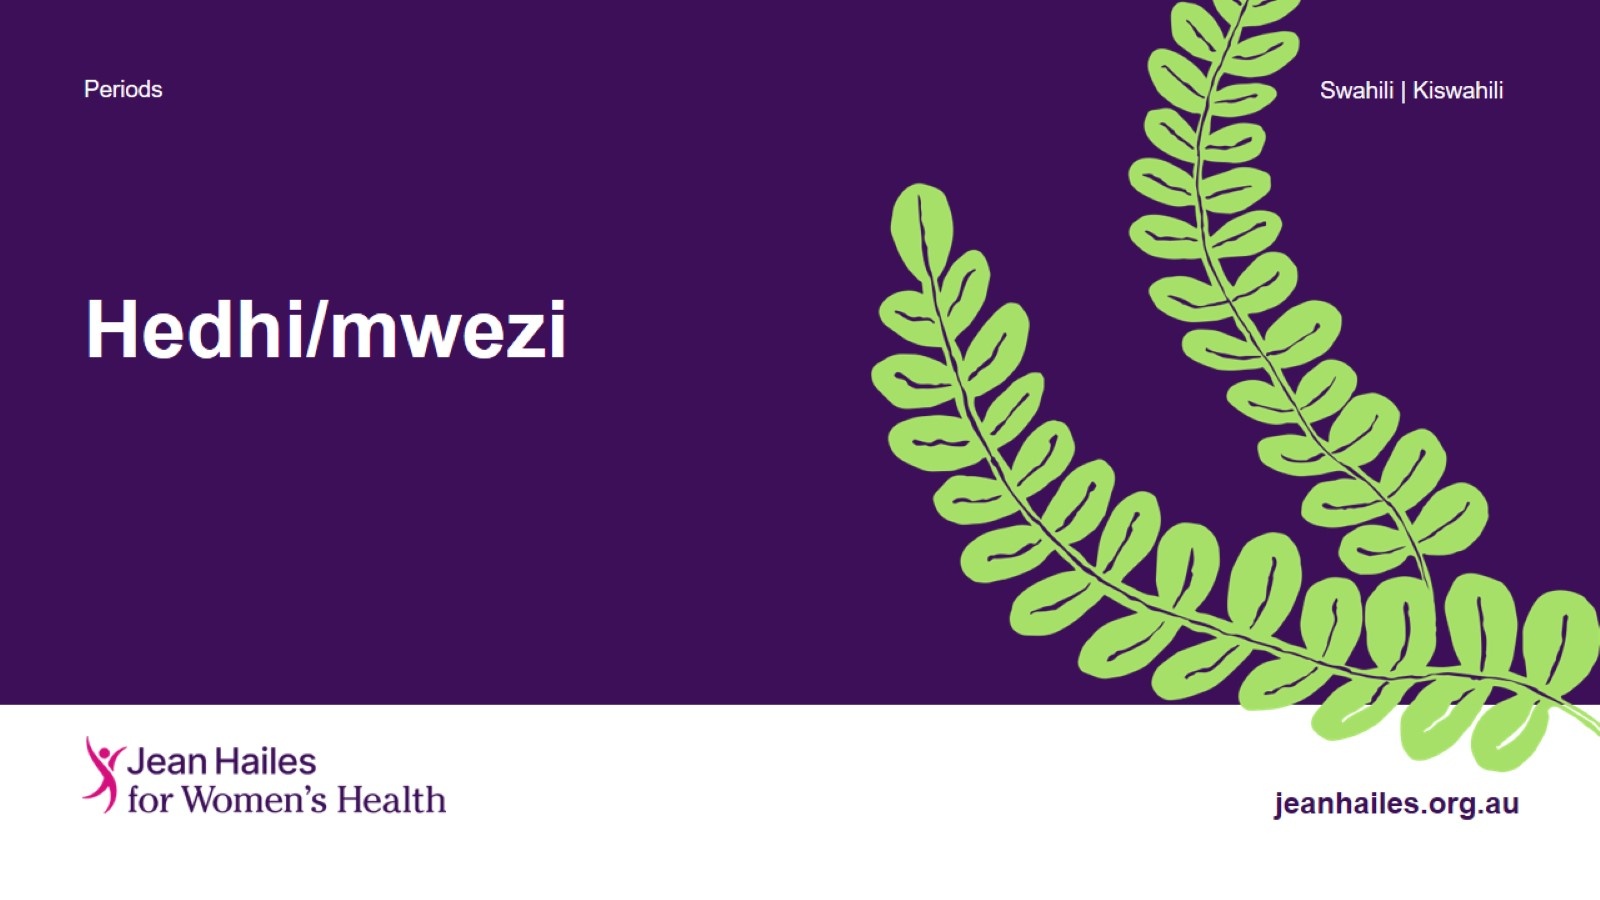 Periods
Swahili | Kiswahili
Hedhi/mwezi
Jean Hailes
for Women's Health
jeanhailes.org.au